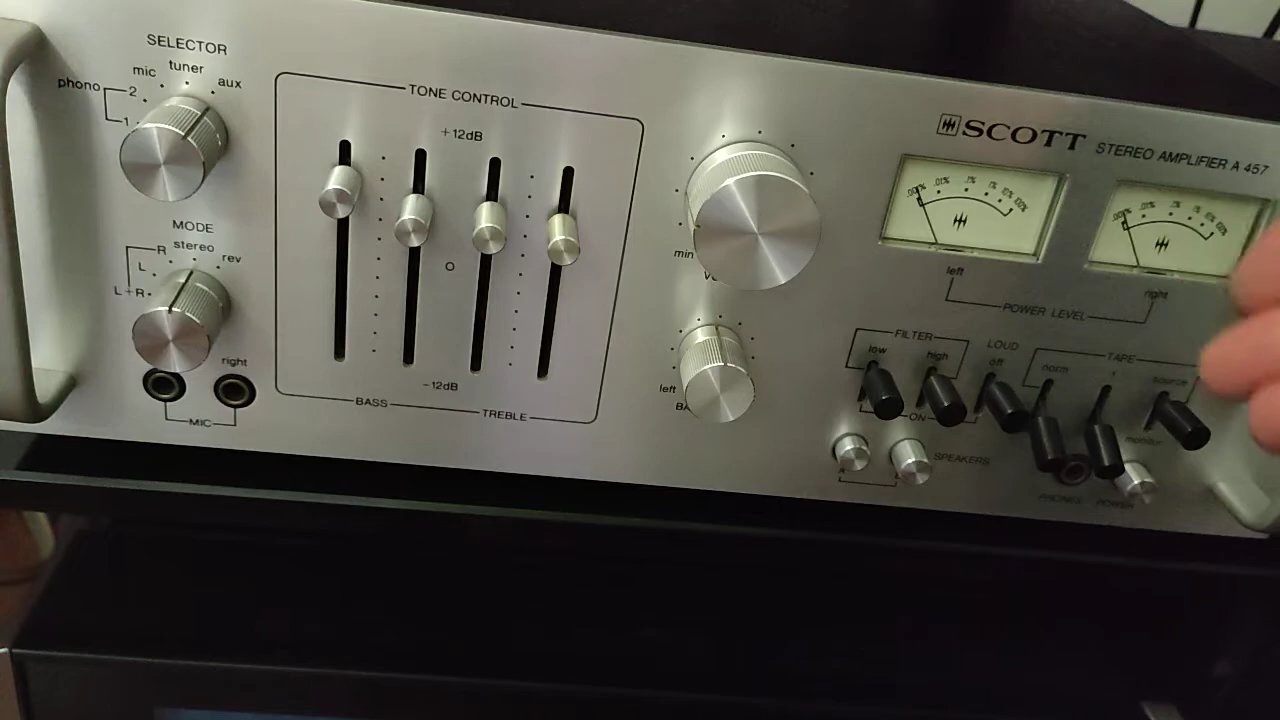 SELECTOR
phono
2
1
mic
tuner
aux
MODE
R
L
L+R
stereo
rev
right
MIC
TONE CONTROL
+12dB
O
-12dB
BASS
TREBLE
min
left
SCOTT
STEREO AMPLIFIER A 457
left
right
POWER LEVEL
FILTER
low
high
ON
LOUD
off
TAPE
norm
source
monitor
SPEAKERS
PHONES
POWER